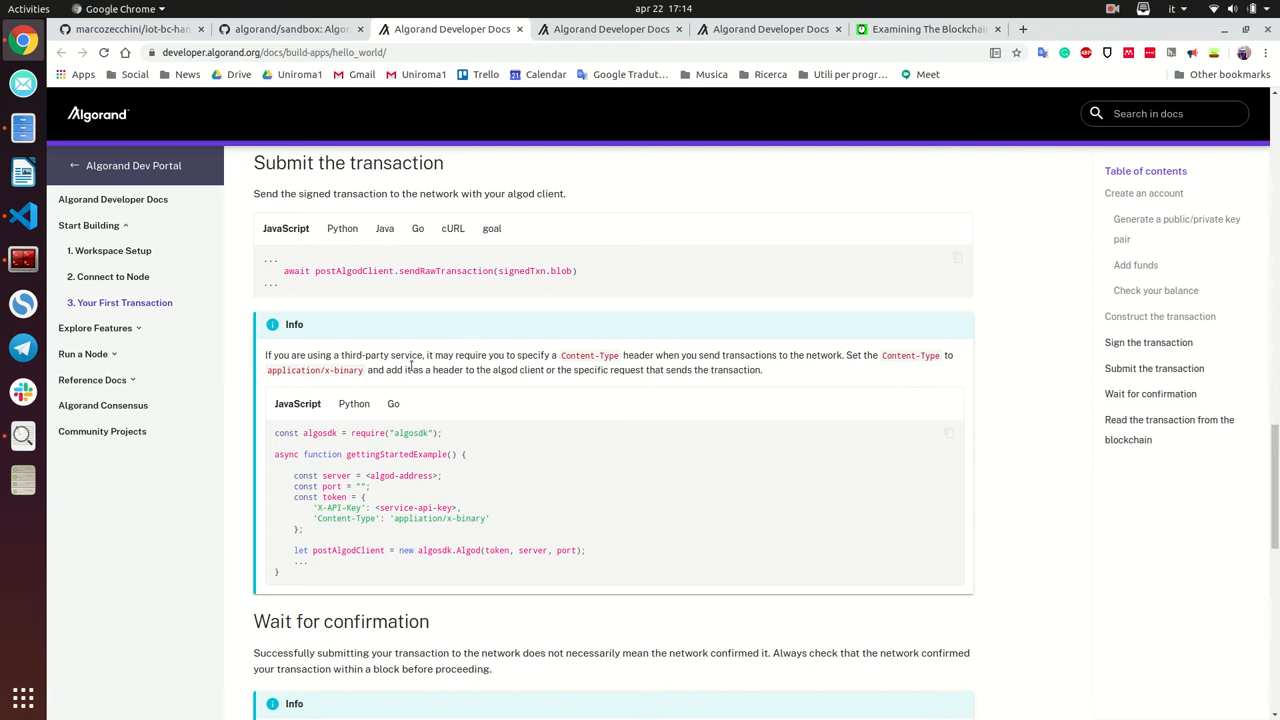 Activities
Google Chrome
apr 22 17:14
it
marcozecchini/iot-bc-han
algorand/sandbox: Algor
Algorand Developer Docs
Algorand Developer Docs
Algorand Developer Docs
Examining The Blockchain
developer.algorand.org/docs/build-apps/hello_world/
Apps
Social
News
Drive
Uniroma1
Gmail
Uniroma1
Trello
Calendar
Google Tradut...
Musica
Ricerca
Utili per progr...
Meet
Other bookmarks
Algorand
Search in docs
← Algorand Dev Portal
Algorand Developer Docs
Start Building
1. Workspace Setup
2. Connect to Node
3. Your First Transaction
Explore Features
Run a Node
Reference Docs
Algorand Consensus
Community Projects
Submit the transaction
Send the signed transaction to the network with your algod client.
JavaScript Python Java Go cURL goal
...
await postAlgodClient.sendRawTransaction(signedTxn.blob)
...
Info
If you are using a third-party service, it may require you to specify a Content-Type header when you send transactions to the network. Set the Content-Type to
application/x-binary and add it as a header to the algod client or the specific request that sends the transaction.
JavaScript Python Go
const algosdk = require("algosdk");
async function gettingStartedExample() {
const server = <algod-address>;
const port = "";
const token = {
'X-API-Key': <service-api-key>,
'Content-Type': 'appliation/x-binary'
};
let postAlgodClient = new algosdk.Algod(token, server, port);
...
}
Wait for confirmation
Successfully submitting your transaction to the network does not necessarily mean the network confirmed it. Always check that the network confirmed
your transaction within a block before proceeding.
Info
Table of contents
Create an account
Generate a public/private key
pair
Add funds
Check your balance
Construct the transaction
Sign the transaction
Submit the transaction
Wait for confirmation
Read the transaction from the
blockchain